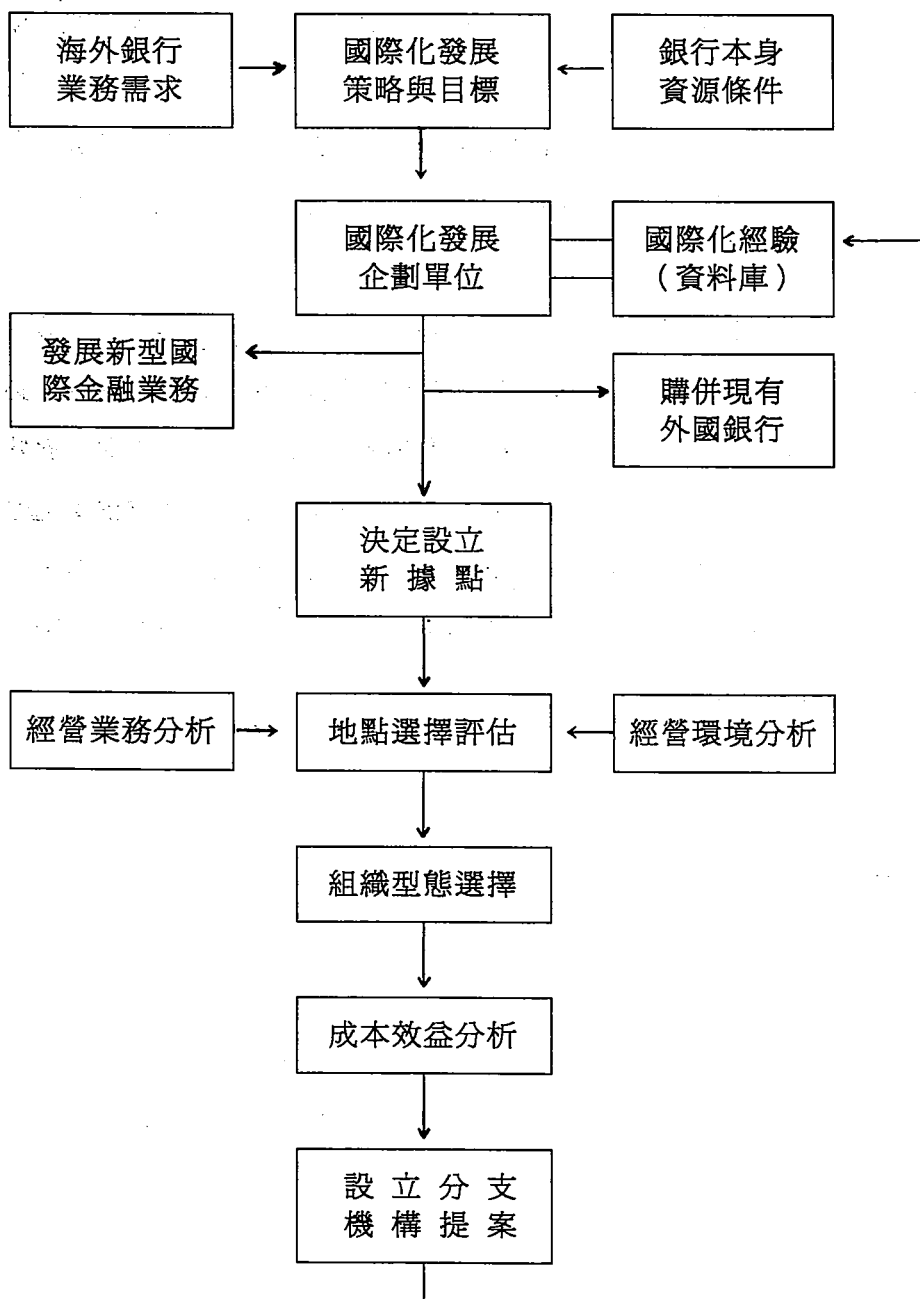 海外銀行
業務需求
國際化發展
策略與目標
銀行本身
資源條件
國際化發展
企劃單位
國際化經驗
（資料庫）
發展新型國
際金融業務
購併現有
外國銀行
決定設立
新據點
經營業務分析
地點選擇評估
經營環境分析
組織型態選擇
成本效益分析
設立分支
機構提案